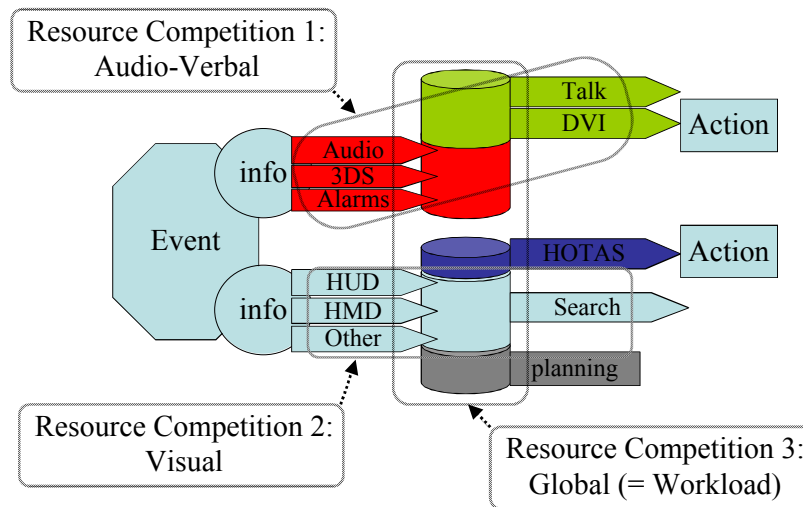 Resource Competition 1:
Audio-Verbal
Talk
DVI
Action
Audio
3DS
Alarms
info
Event
HOTAS
Action
HUD
HMD
Other
info
Search
planning
Resource Competition 2:
Visual
Resource Competition 3:
Global (= Workload)